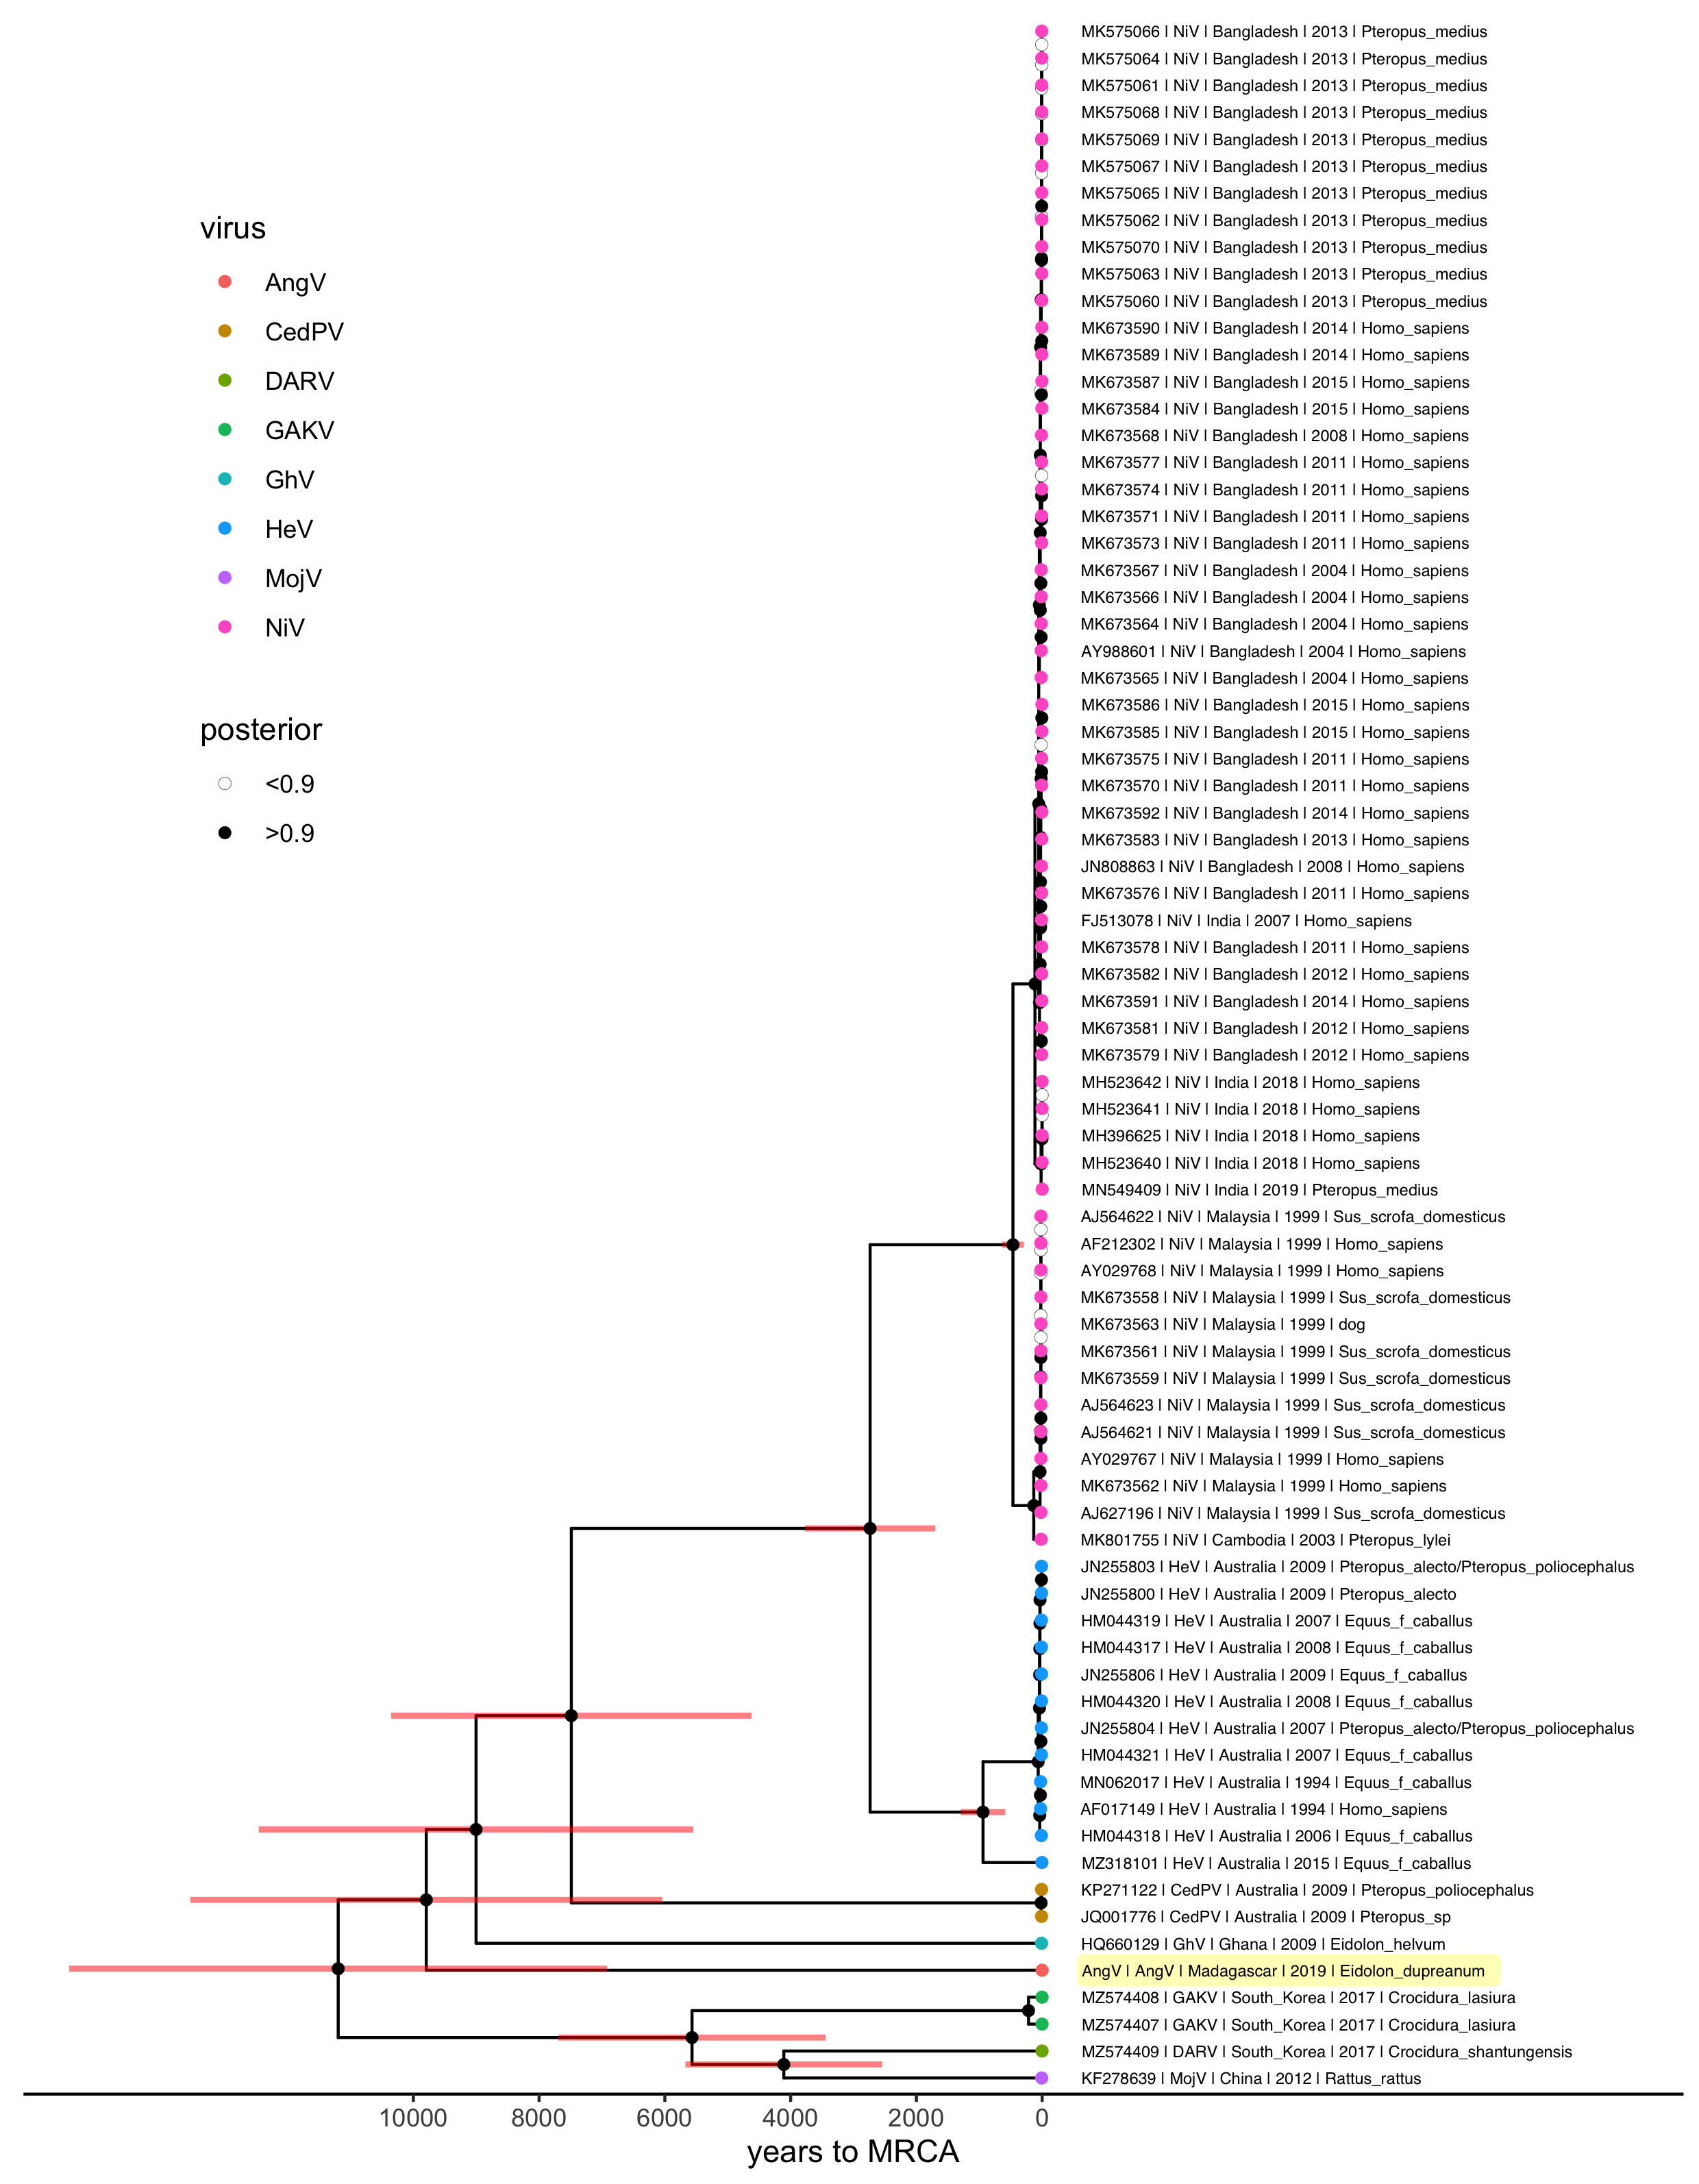 virus
AngV
CedPV
DARV
GAKV
GhV
HeV
MojV
NiV
posterior
<0.9
>0.9
MK575066 | NiV | Bangladesh | 2013 | Pteropus_medius
MK575064 | NiV | Bangladesh | 2013 | Pteropus_medius
MK575061 | NiV | Bangladesh | 2013 | Pteropus_medius
MK575068 | NiV | Bangladesh | 2013 | Pteropus_medius
MK575069 | NiV | Bangladesh | 2013 | Pteropus_medius
MK575067 | NiV | Bangladesh | 2013 | Pteropus_medius
MK575065 | NiV | Bangladesh | 2013 | Pteropus_medius
MK575062 | NiV | Bangladesh | 2013 | Pteropus_medius
MK575070 | NiV | Bangladesh | 2013 | Pteropus_medius
MK575063 | NiV | Bangladesh | 2013 | Pteropus_medius
MK575060 | NiV | Bangladesh | 2013 | Pteropus_medius
MK673590 | NiV | Bangladesh | 2014 | Homo_sapiens
MK673589 | NiV | Bangladesh | 2014 | Homo_sapiens
MK673587 | NiV | Bangladesh | 2015 | Homo_sapiens
MK673584 | NiV | Bangladesh | 2015 | Homo_sapiens
MK673568 | NiV | Bangladesh | 2008 | Homo_sapiens
MK673577 | NiV | Bangladesh | 2011 | Homo_sapiens
MK673574 | NiV | Bangladesh | 2011 | Homo_sapiens
MK673571 | NiV | Bangladesh | 2011 | Homo_sapiens
MK673573 | NiV | Bangladesh | 2011 | Homo_sapiens
MK673567 | NiV | Bangladesh | 2004 | Homo_sapiens
MK673566 | NiV | Bangladesh | 2004 | Homo_sapiens
MK673564 | NiV | Bangladesh | 2004 | Homo_sapiens
AY988601 | NiV | Bangladesh | 2004 | Homo_sapiens
MK673565 | NiV | Bangladesh | 2004 | Homo_sapiens
MK673586 | NiV | Bangladesh | 2015 | Homo_sapiens
MK673585 | NiV | Bangladesh | 2015 | Homo_sapiens
MK673575 | NiV | Bangladesh | 2011 | Homo_sapiens
MK673570 | NiV | Bangladesh | 2011 | Homo_sapiens
MK673592 | NiV | Bangladesh | 2014 | Homo_sapiens
MK673583 | NiV | Bangladesh | 2013 | Homo_sapiens
JN808863 | NiV | Bangladesh | 2008 | Homo_sapiens
MK673576 | NiV | Bangladesh | 2011 | Homo_sapiens
FJ513078 | NiV | India | 2007 | Homo_sapiens
MK673578 | NiV | Bangladesh | 2011 | Homo_sapiens
MK673582 | NiV | Bangladesh | 2012 | Homo_sapiens
MK673591 | NiV | Bangladesh | 2014 | Homo_sapiens
MK673581 | NiV | Bangladesh | 2012 | Homo_sapiens
MK673579 | NiV | Bangladesh | 2012 | Homo_sapiens
MH523642 | NiV | India | 2018 | Homo_sapiens
MH523641 | NiV | India | 2018 | Homo_sapiens
MH396625 | NiV | India | 2018 | Homo_sapiens
MH523640 | NiV | India | 2018 | Homo_sapiens
MN549409 | NiV | India | 2019 | Pteropus_medius
AJ564622 | NiV | Malaysia | 1999 | Sus_scrofa_domesticus
AF212302 | NiV | Malaysia | 1999 | Homo_sapiens
AY029768 | NiV | Malaysia | 1999 | Homo_sapiens
MK673558 | NiV | Malaysia | 1999 | Sus_scrofa_domesticus
MK673563 | NiV | Malaysia | 1999 | dog
MK673561 | NiV | Malaysia | 1999 | Sus_scrofa_domesticus
MK673559 | NiV | Malaysia | 1999 | Sus_scrofa_domesticus
AJ564623 | NiV | Malaysia | 1999 | Sus_scrofa_domesticus
AJ564621 | NiV | Malaysia | 1999 | Sus_scrofa_domesticus
AY029767 | NiV | Malaysia | 1999 | Homo_sapiens
MK673562 | NiV | Malaysia | 1999 | Homo_sapiens
AJ627196 | NiV | Malaysia | 1999 | Sus_scrofa_domesticus
MK801755 | NiV | Cambodia | 2003 | Pteropus_lylei
JN255803 | HeV | Australia | 2009 | Pteropus_alecto/Pteropus_poliocephalus
JN255800 | HeV | Australia | 2009 | Pteropus_alecto
HM044319 | HeV | Australia | 2007 | Equus_f_caballus
HM044317 | HeV | Australia | 2008 | Equus_f_caballus
JN255806 | HeV | Australia | 2009 | Equus_f_caballus
HM044320 | HeV | Australia | 2008 | Equus_f_caballus
JN255804 | HeV | Australia | 2007 | Pteropus_alecto/Pteropus_poliocephalus
HM044321 | HeV | Australia | 2007 | Equus_f_caballus
MN062017 | HeV | Australia | 1994 | Equus_f_caballus
AF017149 | HeV | Australia | 1994 | Homo_sapiens
HM044318 | HeV | Australia | 2006 | Equus_f_caballus
MZ318101 | HeV | Australia | 2015 | Equus_f_caballus
KP271122 | CedPV | Australia | 2009 | Pteropus_poliocephalus
JQ001776 | CedPV | Australia | 2009 | Pteropus_sp
HQ660129 | GhV | Ghana | 2009 | Eidolon_helvum
AngV | AngV | Madagascar | 2019 | Eidolon_dupreanum
MZ574408 | GAKV | South_Korea | 2017 | Crocidura_lasiura
MZ574407 | GAKV | South_Korea | 2017 | Crocidura_lasiura
MZ574409 | DARV | South_Korea | 2017 | Crocidura_shantungensis
KF278639 | MojV | China | 2012 | Rattus_rattus
10000 8000 6000 4000 2000 0
years to MRCA